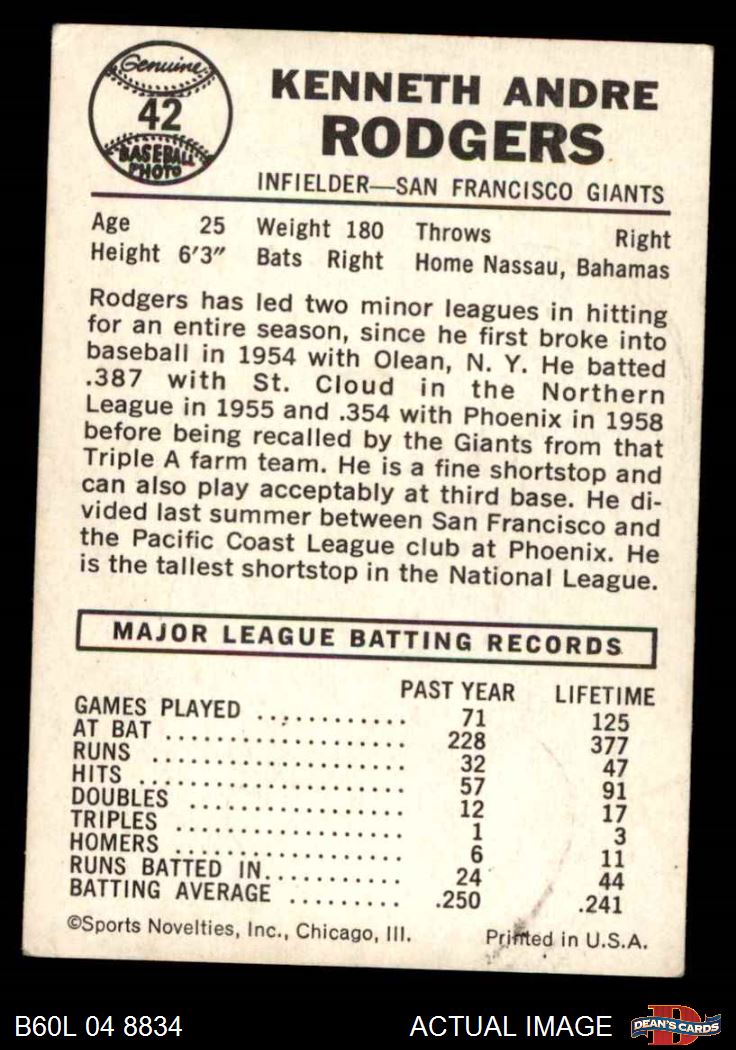 Genuine
42
BASEBALL
PHOTO
KENNETH ANDRE
RODGERS
INFIELDER—SAN FRANCISCO GIANTS
Age 25 Weight 180 Throws Right
Height 6'3" Bats Right Home Nassau, Bahamas
Rodgers has led two minor leagues in hitting
for an entire season, since he first broke into
baseball in 1954 with Olean, N. Y. He batted
.387 with St. Cloud in the Northern
League in 1955 and .354 with Phoenix in 1958
before being recalled by the Giants from that
Triple A farm team. He is a fine shortstop and
can also play acceptably at third base. He di-
vided last summer between San Francisco and
the Pacific Coast League club at Phoenix. He
is the tallest shortstop in the National League.
MAJOR LEAGUE BATTING RECORDS
PAST YEAR LIFETIME
GAMES PLAYED ............ 71 125
AT BAT .................... 228 377
RUNS ...................... 32 47
HITS ...................... 57 91
DOUBLES .................. 12 17
TRIPLES ................... 1 3
HOMERS ................... 6 11
RUNS BATTED IN............ 24 44
BATTING AVERAGE ......... .250 .241
©Sports Novelties, Inc., Chicago, Ill. Printed in U.S.A.
B60L 04 8834 ACTUAL IMAGE
D
DEAN'S CARDS